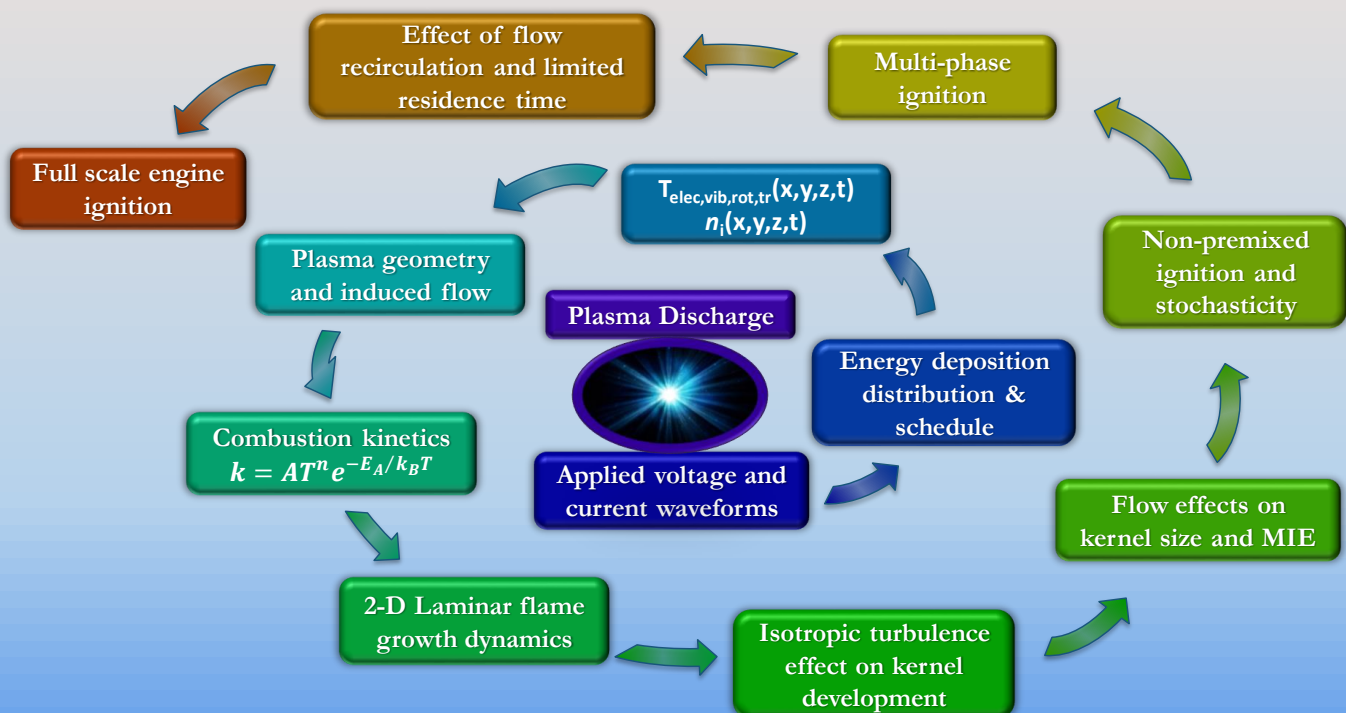 Effect of flow
recirculation and limited
residence time
Multi-phase
ignition
Full scale engine
ignition
T_elec,vib,rot,tr(x,y,z,t)
n_i(x,y,z,t)
Non-premixed
ignition and
stochasticity
Plasma geometry
and induced flow
Plasma Discharge
Energy deposition
distribution &
schedule
Combustion kinetics
k = AT^n e^{-E_A/k_BT}
Applied voltage and
current waveforms
Flow effects on
kernel size and MIE
2-D Laminar flame
growth dynamics
Isotropic turbulence
effect on kernel
development